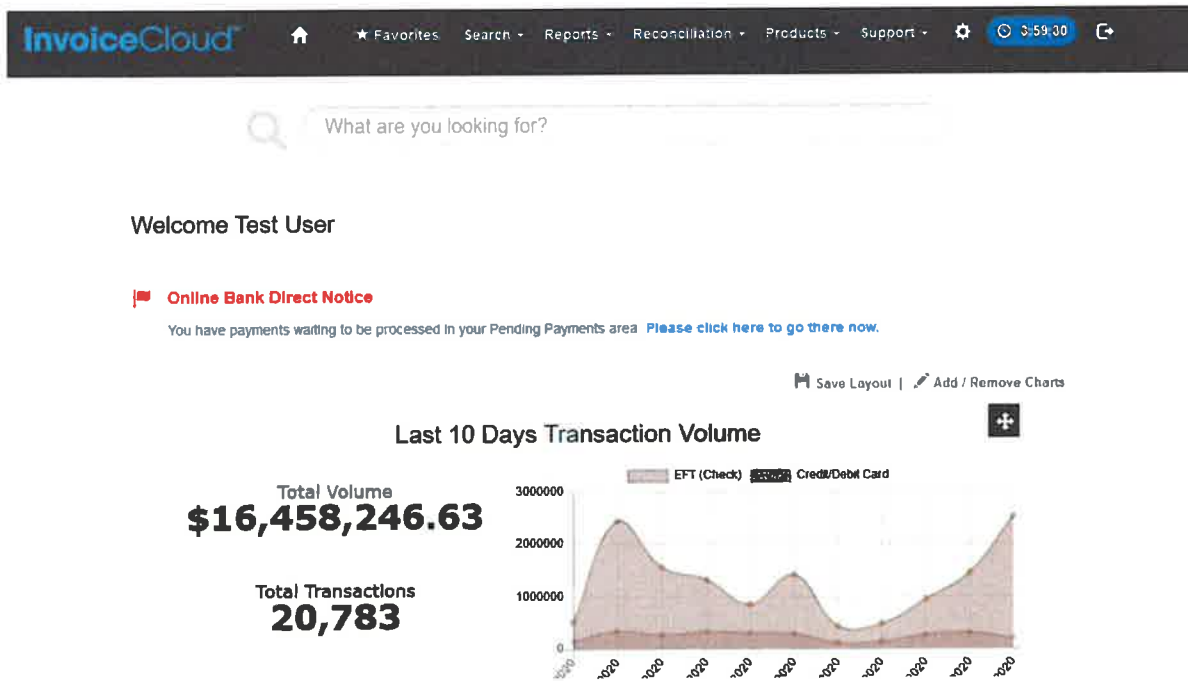 InvoiceCloud
★ Favorites Search Reports Reconciliation Products Support 3:59:30
What are you looking for?
Welcome Test User
Online Bank Direct Notice
You have payments waiting to be processed in your Pending Payments area Please click here to go there now.
Save Layout | Add / Remove Charts
Last 10 Days Transaction Volume
EFT (Check) Credit/Debit Card
Total Volume
$16,458,246.63
Total Transactions
20,783
3000000
2000000
1000000
0